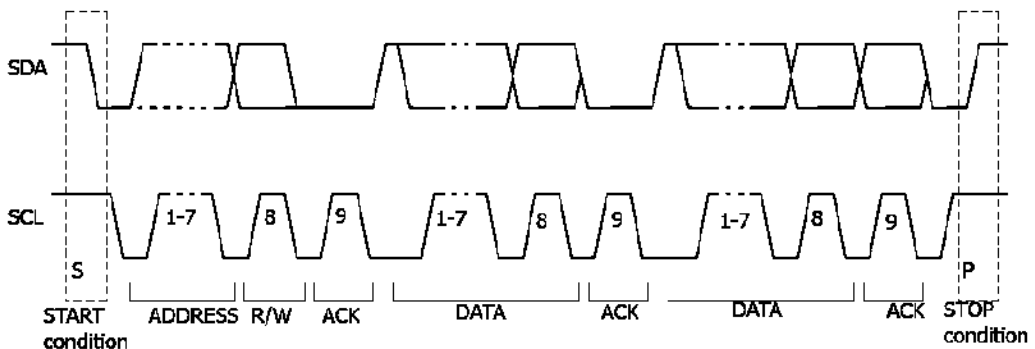 SDA
SCL 1-7 8 9 1-7 8 9 1-7 8 9
S P
START condition ADDRESS R/W ACK DATA ACK DATA ACK STOP condition